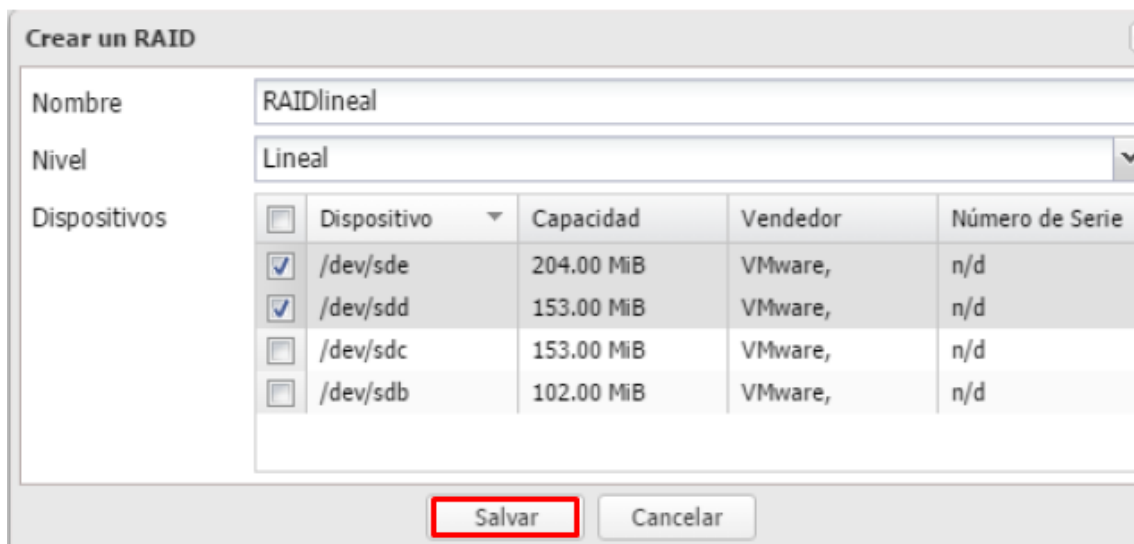 Crear un RAID
Nombre RAIDlineal
Nivel Lineal
Dispositivos Dispositivo Capacidad Vendedor Número de Serie
/dev/sde 204.00 MiB VMware, n/d
/dev/sdd 153.00 MiB VMware, n/d
/dev/sdc 153.00 MiB VMware, n/d
/dev/sdb 102.00 MiB VMware, n/d
Salvar Cancelar